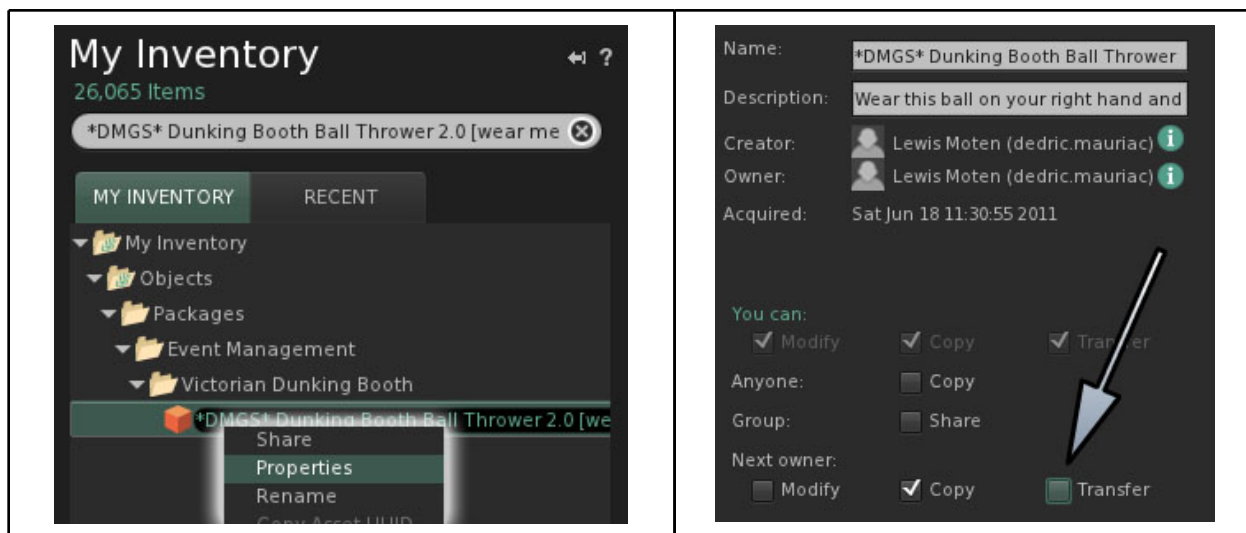 My Inventory
?
26,065 Items
*DMGS* Dunking Booth Ball Thrower 2.0 [wear me
MY INVENTORY RECENT
My Inventory
Objects
Packages
Event Management
Victorian Dunking Booth
*DMGS* Dunking Booth Ball Thrower 2.0 [we
Share
Properties
Rename
Copy Asset UUID
Name: *DMGS* Dunking Booth Ball Thrower
Description: Wear this ball on your right hand and
Creator: Lewis Moten (dedric.mauriac)
Owner: Lewis Moten (dedric.mauriac)
Acquired: Sat Jun 18 11:30:55 2011
You can:
Modify Copy Transfer
Anyone: Copy
Group: Share
Next owner:
Modify Copy Transfer